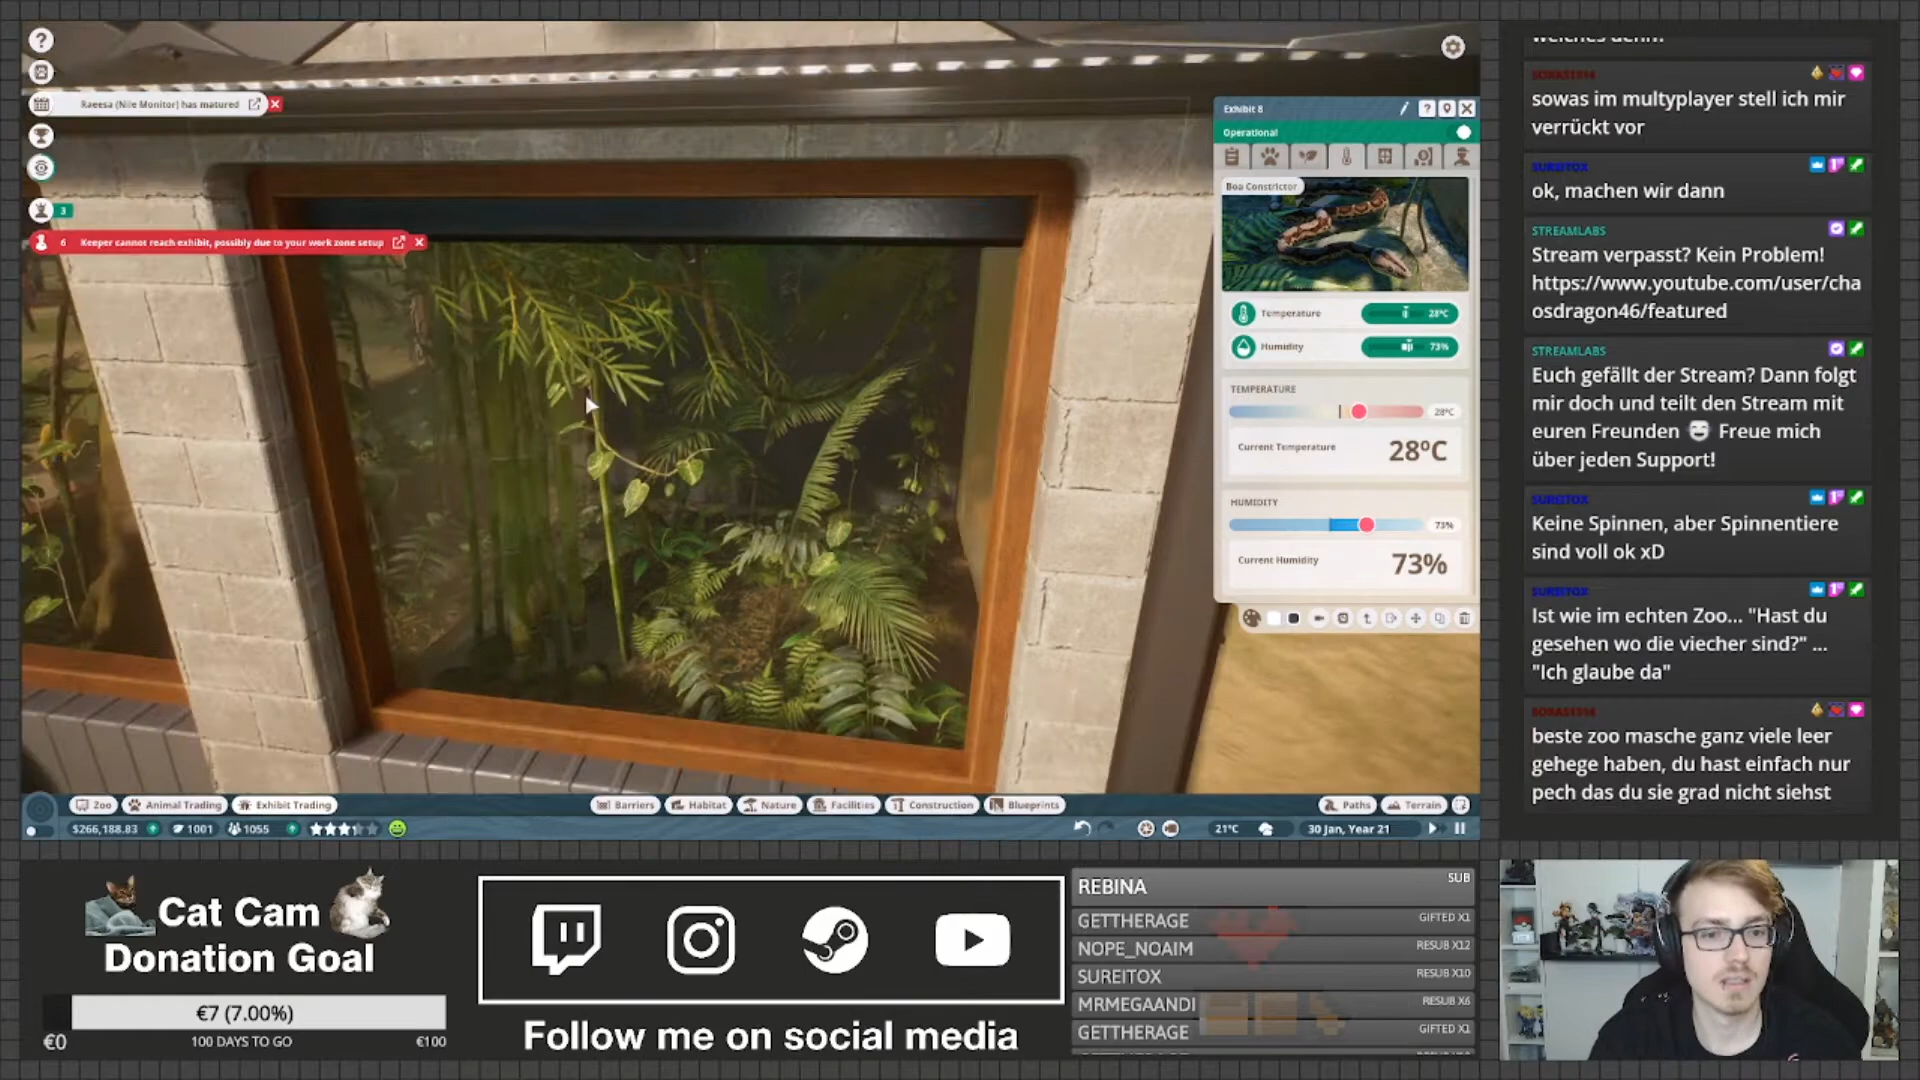 Raeesa (Nile Monitor) has matured
3
6 Keeper cannot reach exhibit, possibly due to your work zone setup
Exhibit 8
Operational
Boa Constrictor
Temperature 28°C
Humidity 73%
TEMPERATURE
28°C
Current Temperature 28°C
HUMIDITY
73%
Current Humidity 73%
Zoo Animal Trading Exhibit Trading Barriers Habitat Nature Facilities Construction Blueprints Paths Terrain
$266,188.83 1001 1055 21°C 30 Jan, Year 21
sowas im multyplayer stell ich mir
verrückt vor
SUREITOX
ok, machen wir dann
STREAMLABS
Stream verpasst? Kein Problem!
https://www.youtube.com/user/cha
osdragon46/featured
STREAMLABS
Euch gefällt der Stream? Dann folgt
mir doch und teilt den Stream mit
euren Freunden Freue mich
über jeden Support!
SUREITOX
Keine Spinnen, aber Spinnentiere
sind voll ok xD
SUREITOX
Ist wie im echten Zoo... "Hast du
gesehen wo die viecher sind?" ...
"Ich glaube da"
beste zoo masche ganz viele leer
gehege haben, du hast einfach nur
pech das du sie grad nicht siehst
Cat Cam
Donation Goal
€7 (7.00%)
€0 100 DAYS TO GO €100
Follow me on social media
REBINA SUB
GETTHERAGE GIFTED X1
NOPE_NOAIM RESUB X12
SUREITOX RESUB X10
MRMEGAANDI RESUB X6
GETTHERAGE GIFTED X1